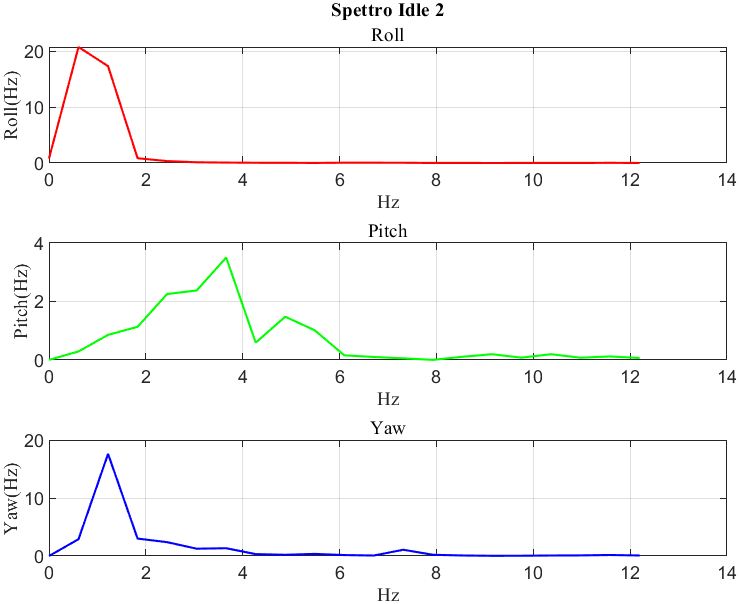 Spettro Idle 2
Roll
Roll(Hz)
20
10
0
0 2 4 6 8 10 12 14
Hz
Pitch
Pitch(Hz)
4
2
0
0 2 4 6 8 10 12 14
Hz
Yaw
Yaw(Hz)
20
10
0
0 2 4 6 8 10 12 14
Hz